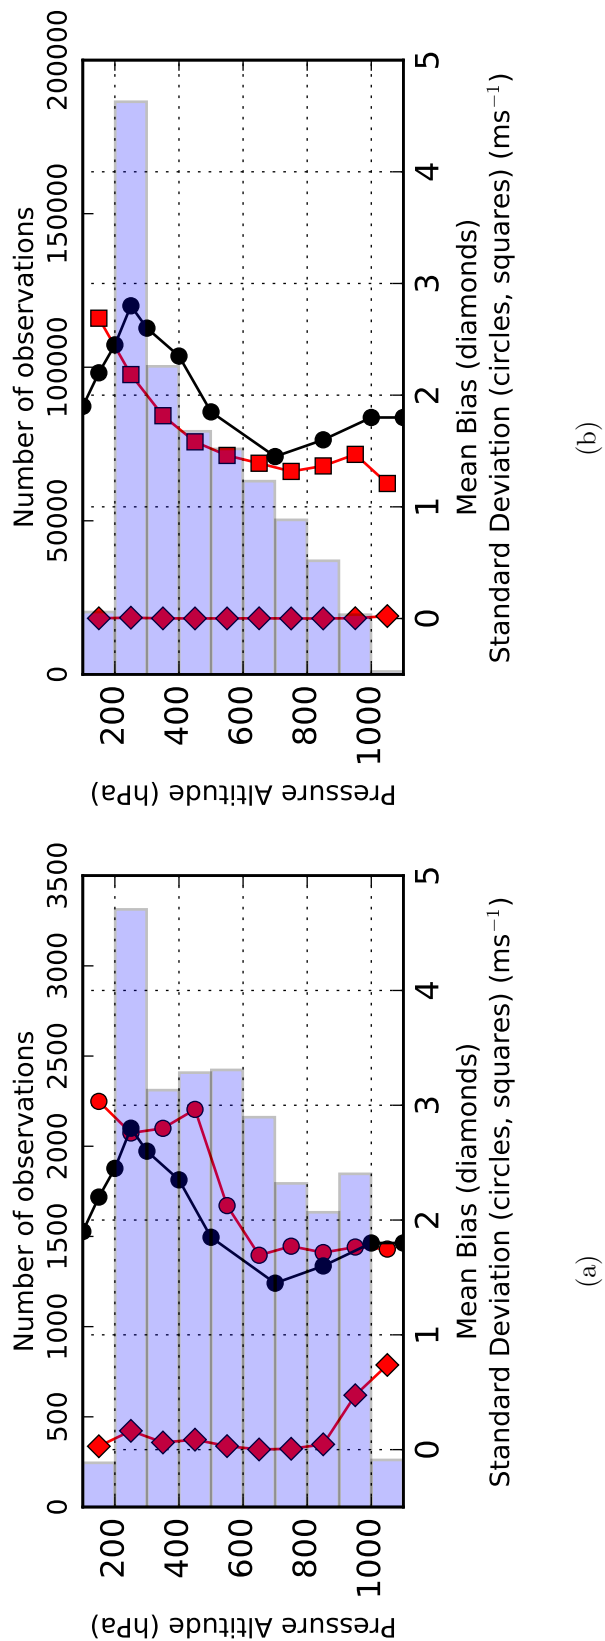 Number of observations
0 500 1000 1500 2000 2500 3000 3500
Pressure Altitude (hPa)
200
400
600
800
1000
0 1 2 3 4 5
Mean Bias (diamonds)
Standard Deviation (circles, squares) (ms⁻¹)
(a)
Number of observations
0 50000 100000 150000 200000
Pressure Altitude (hPa)
200
400
600
800
1000
0 1 2 3 4 5
Mean Bias (diamonds)
Standard Deviation (circles, squares) (ms⁻¹)
(b)